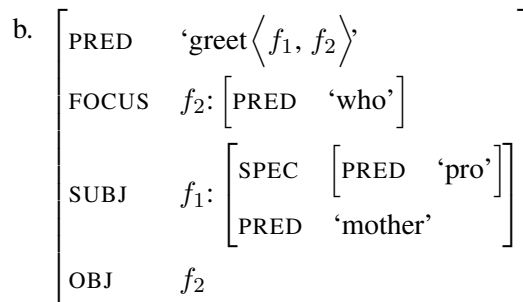 b. PRED ‘greet⟨f₁, f₂⟩’
FOCUS f₂: [PRED ‘who’]
SUBJ f₁: [SPEC [PRED ‘pro’]
PRED ‘mother’]
OBJ f₂